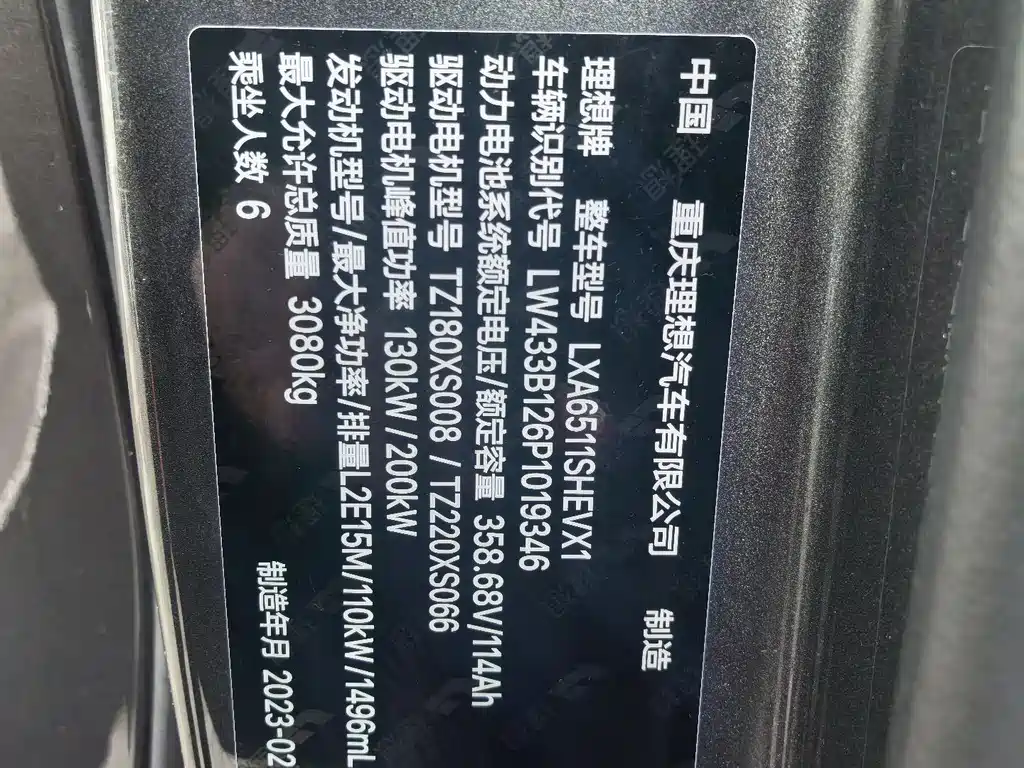 中国 重庆理想汽车有限公司 制造
理想牌 整车型号 LXA6511SHEVX1
车辆识别代号 LW433B126P1019346
动力电池系统额定电压/额定容量 358.68V/114Ah
驱动电机型号 TZ180XS008 / TZ220XS066
驱动电机峰值功率 130kW / 200kW
发动机型号/最大净功率/排量L2E15M/110kW/1496mL
最大允许总质量 3080kg
乘坐人数 6 制造年月 2023-02